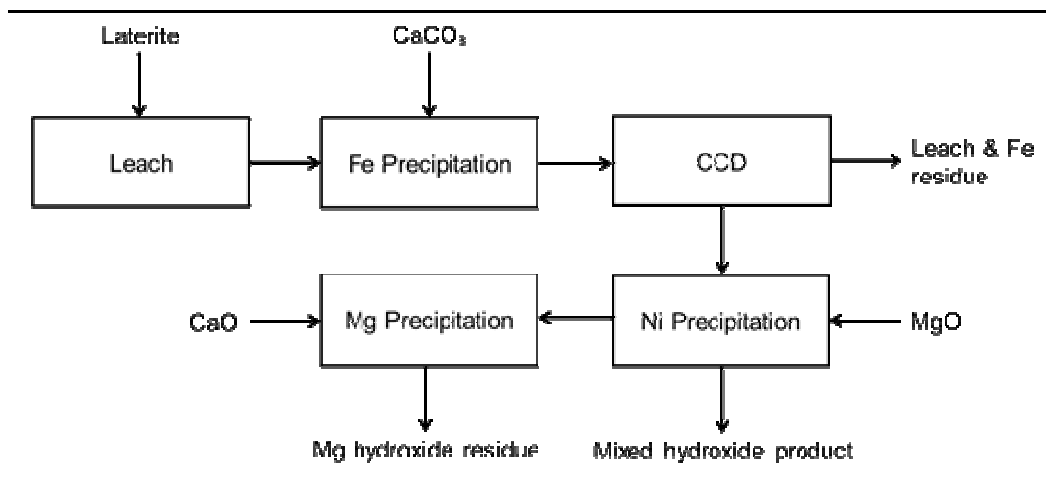 Laterite
CaCO₃
Leach
Fe Precipitation
CCD
Leach & Fe
residue
CaO
Mg Precipitation
Ni Precipitation
MgO
Mg hydroxide residue
Mixed hydroxide product